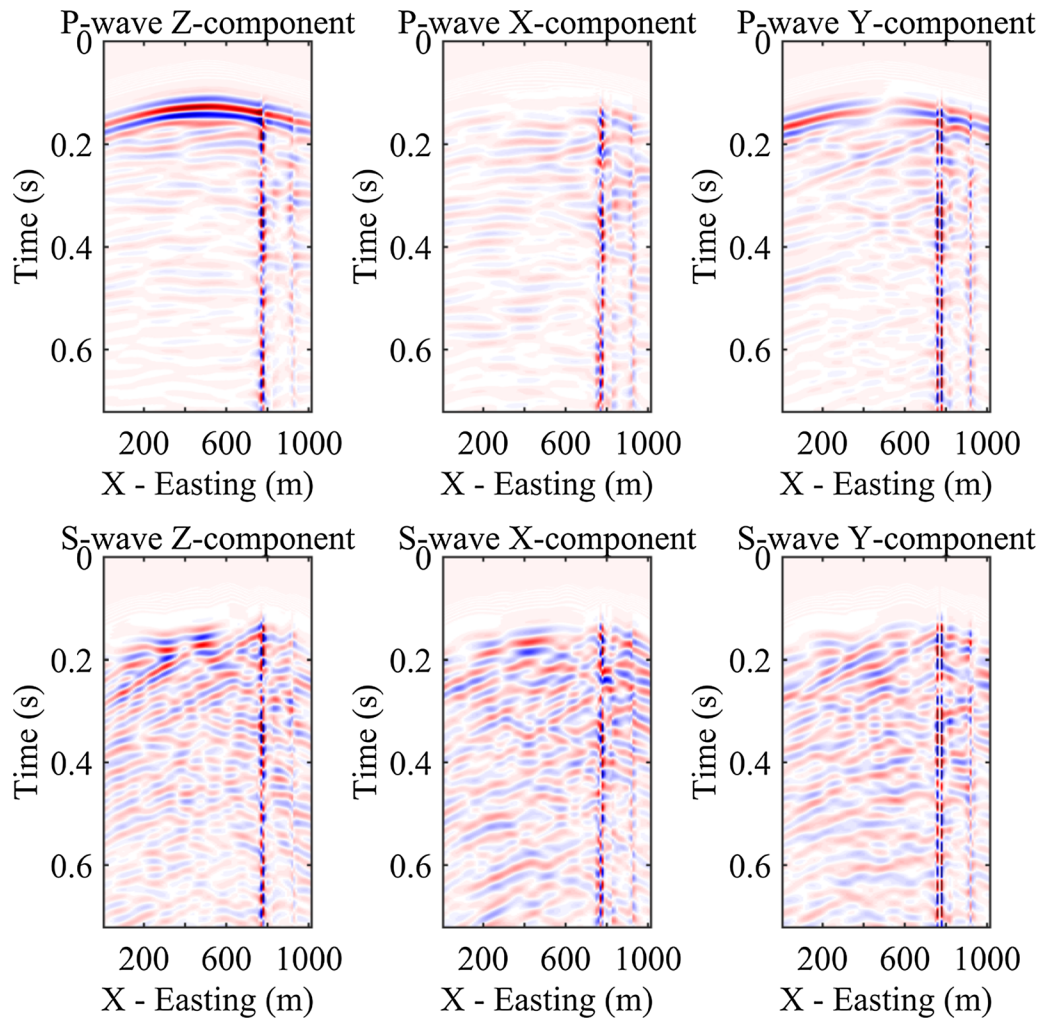 P-wave Z-component
P-wave X-component
P-wave Y-component
0
0.2
0.4
0.6
Time (s)
200 600 1000
X - Easting (m)
0
0.2
0.4
0.6
Time (s)
200 600 1000
X - Easting (m)
0
0.2
0.4
0.6
Time (s)
200 600 1000
X - Easting (m)
S-wave Z-component
S-wave X-component
S-wave Y-component
0
0.2
0.4
0.6
Time (s)
200 600 1000
X - Easting (m)
0
0.2
0.4
0.6
Time (s)
200 600 1000
X - Easting (m)
0
0.2
0.4
0.6
Time (s)
200 600 1000
X - Easting (m)